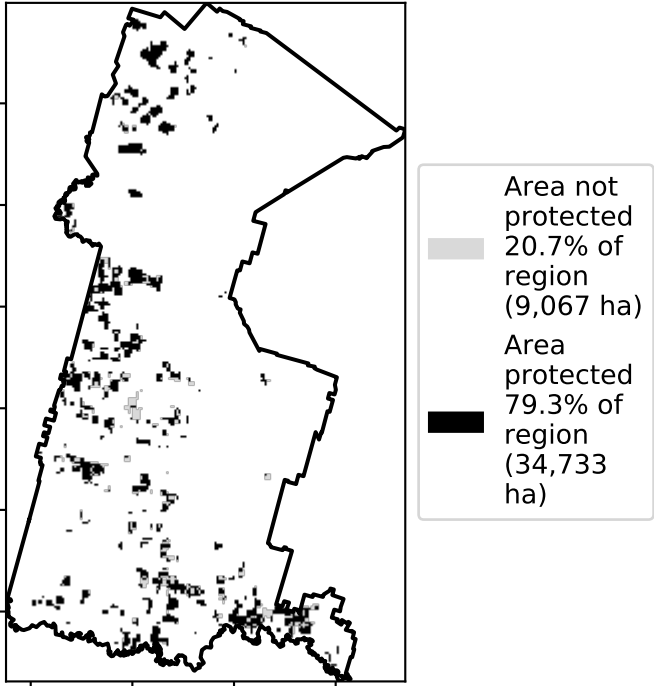 Area not
protected
20.7% of
region
(9,067 ha)
Area
protected
79.3% of
region
(34,733
ha)